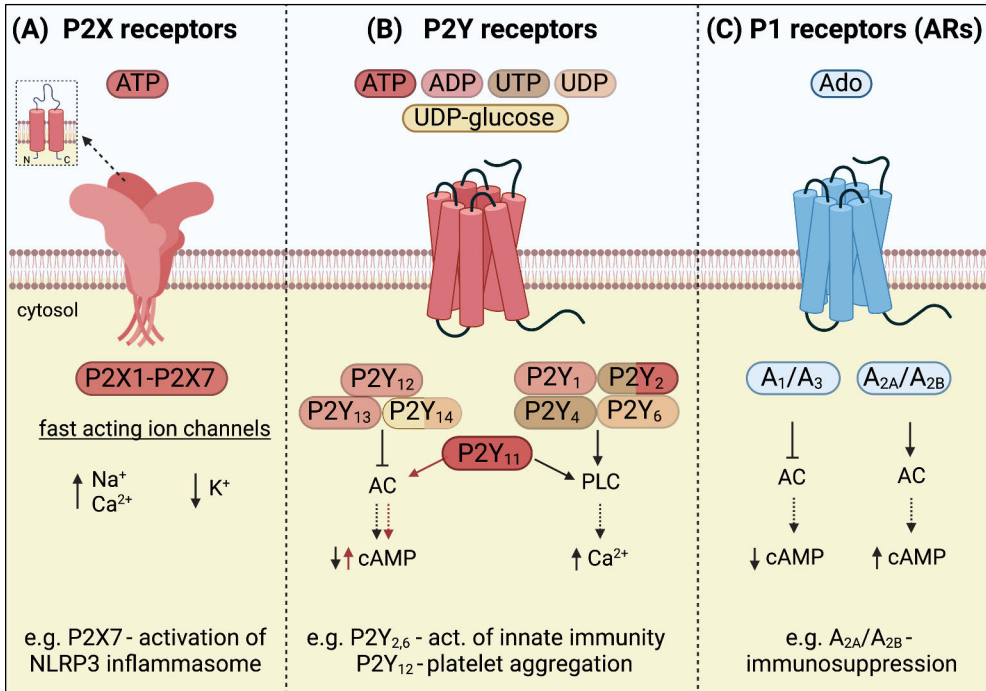 (A) P2X receptors
ATP
N C
cytosol
P2X1-P2X7
fast acting ion channels
↑ Na⁺
Ca²⁺
↓ K⁺
e.g. P2X7 - activation of
NLRP3 inflammasome
(B) P2Y receptors
ATP ADP UTP UDP
UDP-glucose
P2Y₁₂
P2Y₁₃ P2Y₁₄
P2Y₁ P2Y₂
P2Y₄ P2Y₆
P2Y₁₁
AC
PLC
↓↑ cAMP
↑ Ca²⁺
e.g. P2Y₂,₆ - act. of innate immunity
P2Y₁₂ - platelet aggregation
(C) P1 receptors (ARs)
Ado
A₁/A₃ A₂A/A₂B
AC AC
↓ cAMP ↑ cAMP
e.g. A₂A/A₂B-
immunosuppression